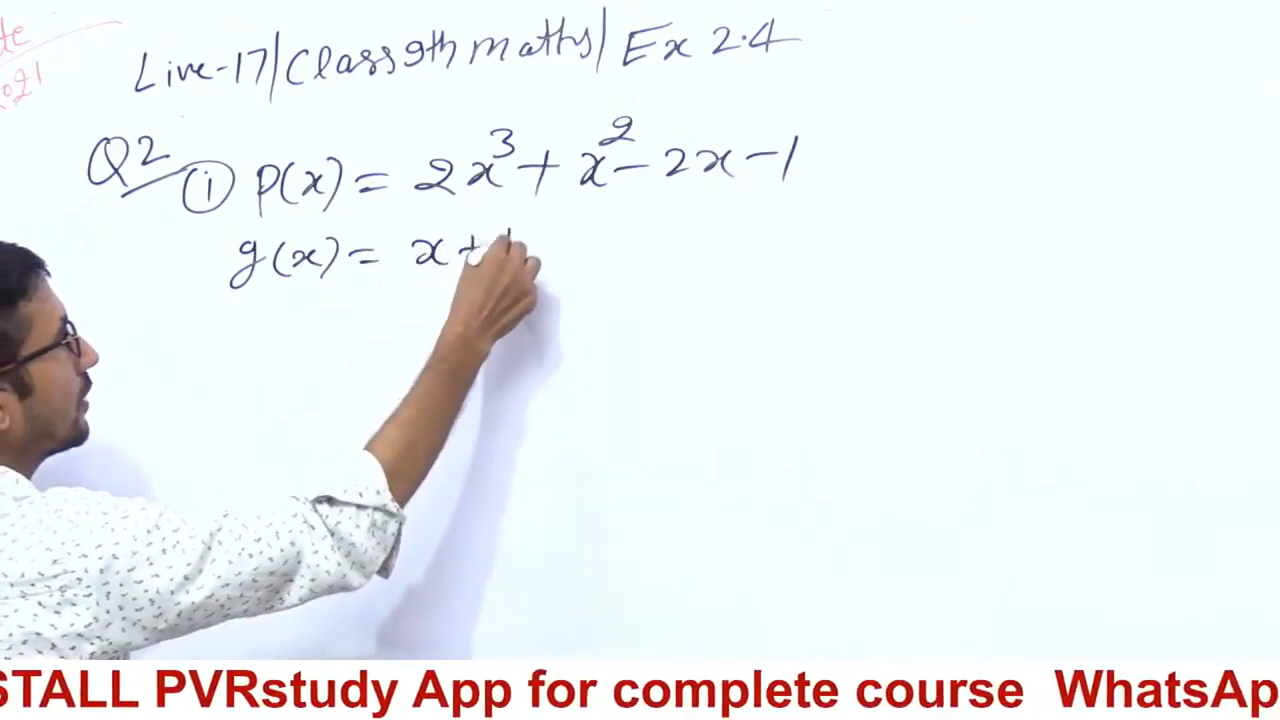 Live-17/Class 9th maths/Ex 2.4
Q2
(i) p(x) = 2x³ + x² - 2x - 1
g(x) = x +
STALL PVRstudy App for complete course WhatsAp